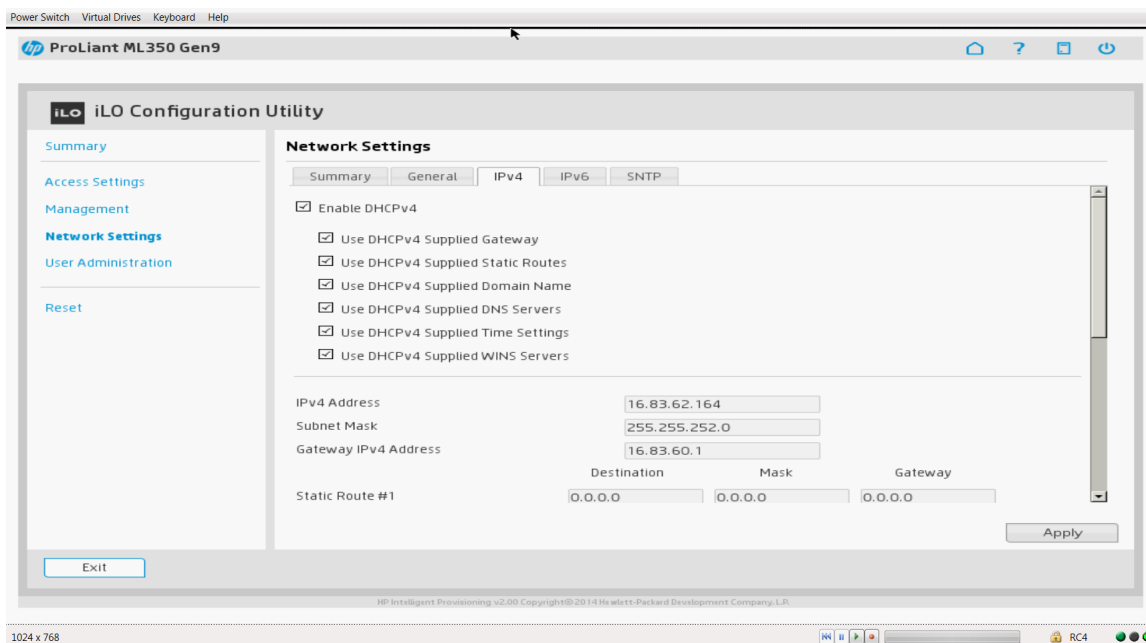 Power Switch Virtual Drives Keyboard Help
hp ProLiant ML350 Gen9
?
iLO iLO Configuration Utility
Summary
Access Settings
Management
Network Settings
User Administration
Reset
Network Settings
Summary General IPv4 IPv6 SNTP
Enable DHCPv4
Use DHCPv4 Supplied Gateway
Use DHCPv4 Supplied Static Routes
Use DHCPv4 Supplied Domain Name
Use DHCPv4 Supplied DNS Servers
Use DHCPv4 Supplied Time Settings
Use DHCPv4 Supplied WINS Servers
IPv4 Address 16.83.62.164
Subnet Mask 255.255.252.0
Gateway IPv4 Address 16.83.60.1
Destination Mask Gateway
Static Route #1 0.0.0.0 0.0.0.0 0.0.0.0
Apply
Exit
HP Intelligent Provisioning v2.00 Copyright© 2014 Hewlett-Packard Development Company, L.P.
1024 x 768 RC4